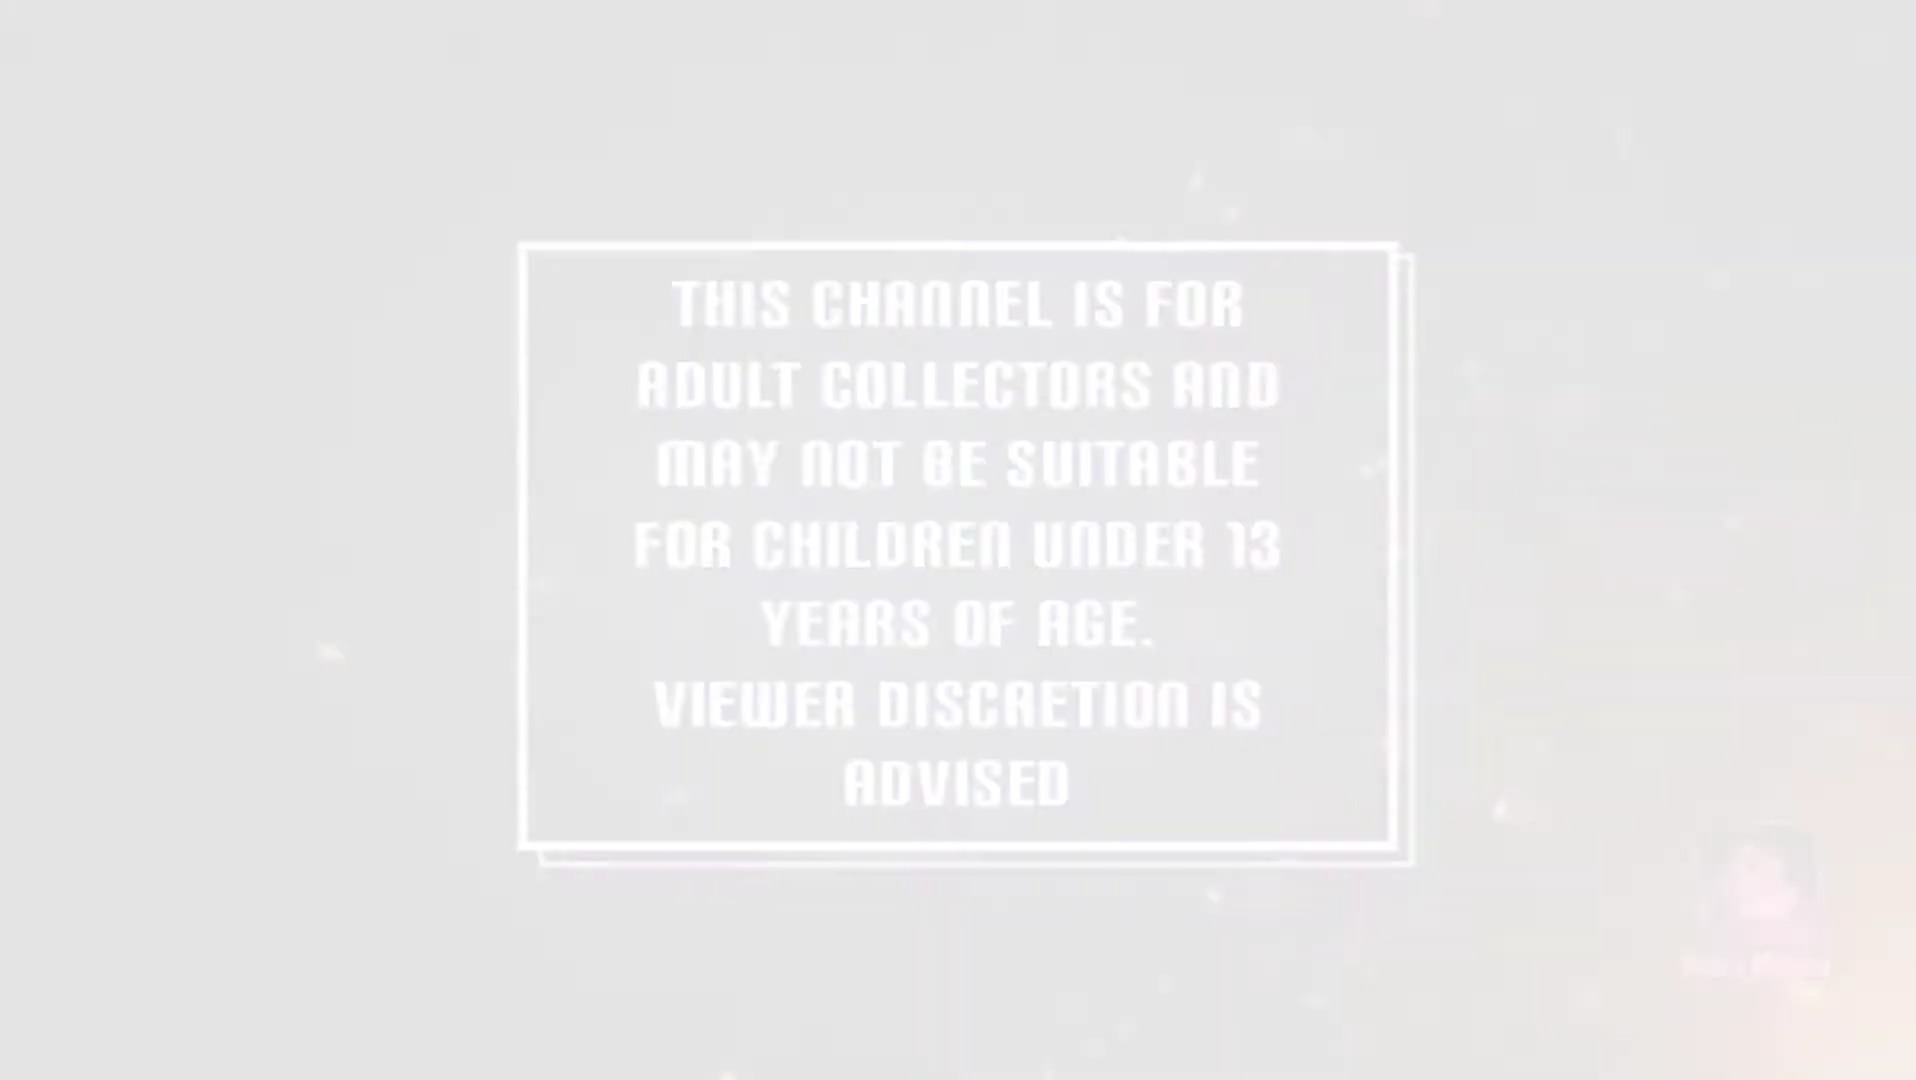 THIS CHANNEL IS FOR
ADULT COLLECTORS AND
MAY NOT BE SUITABLE
FOR CHILDREN UNDER 13
YEARS OF AGE.
VIEWER DISCRETION IS
ADVISED